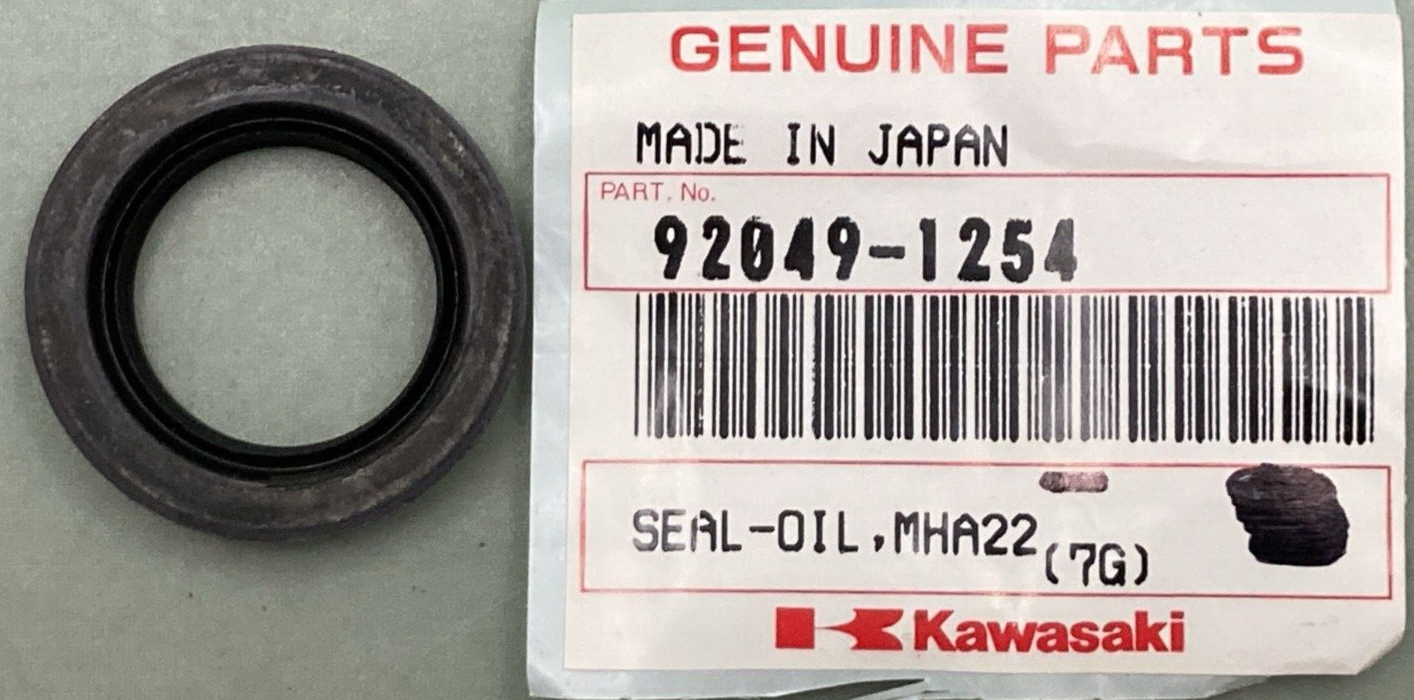 GENUINE PARTS
MADE IN JAPAN
PART. No.
92049-1254
SEAL-OIL,MHA22(7G)
Kawasaki